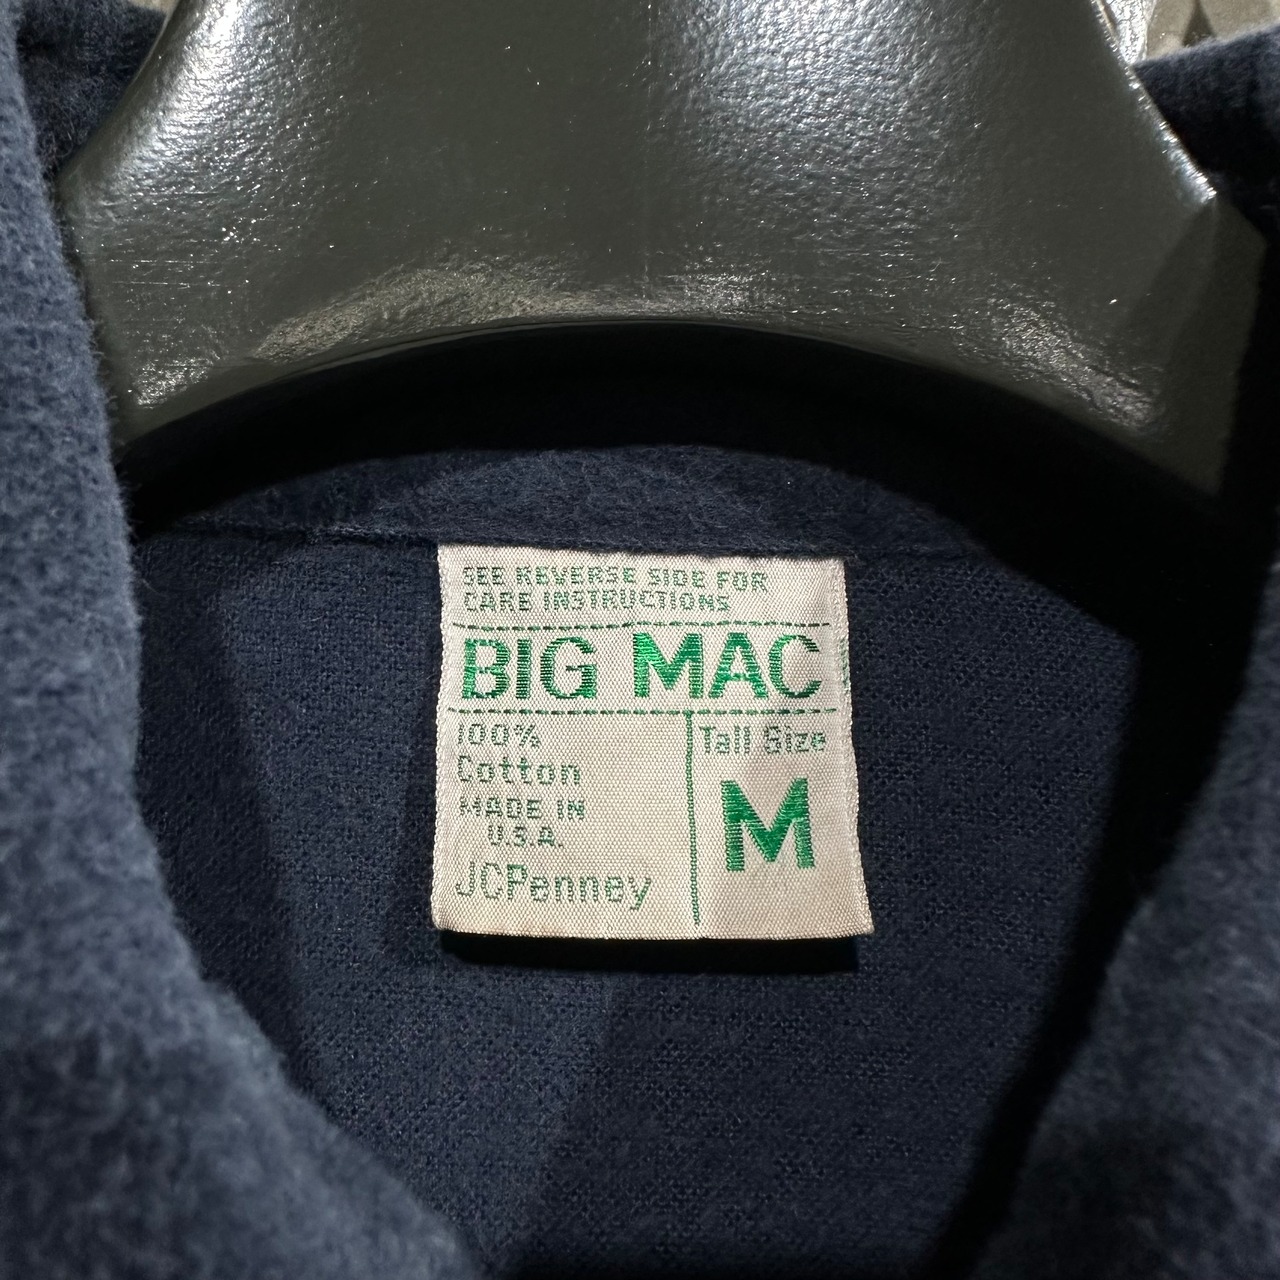 SEE REVERSE SIDE FOR
CARE INSTRUCTIONS
BIG MAC
100%
Cotton
MADE IN
U.S.A.
JCPenney
Tall Size
M